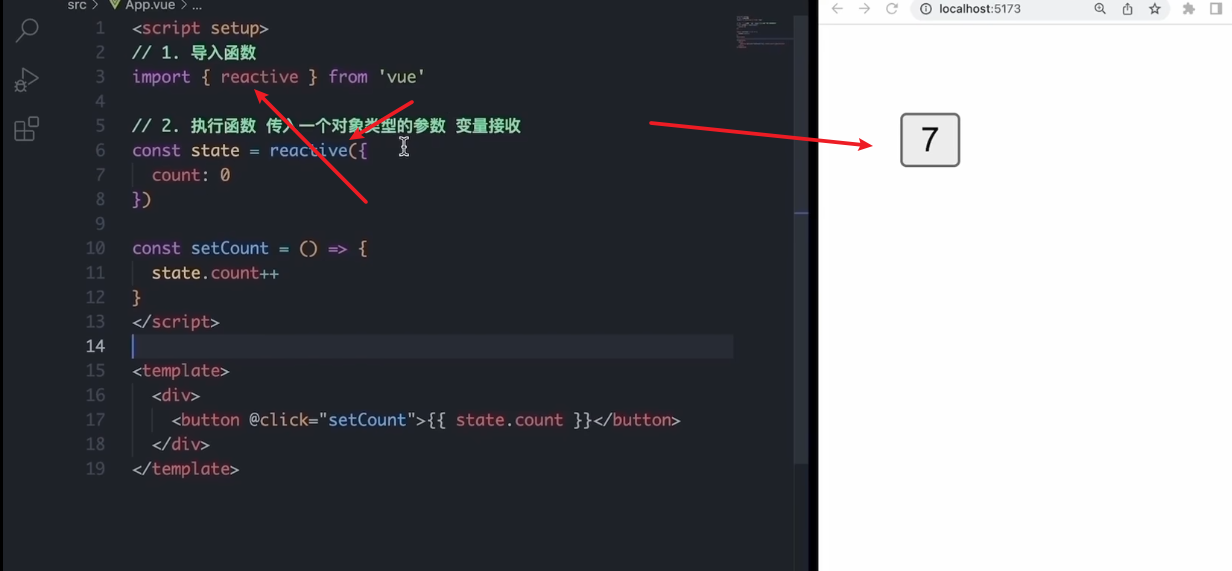 src > App.vue > ...
1 <script setup>
2 // 1. 导入函数
3 import { reactive } from 'vue'
4
5 // 2. 执行函数 传入一个对象类型的参数 变量接收
6 const state = reactive({
7 count: 0
8 })
9
10 const setCount = () => {
11 state.count++
12 }
13 </script>
14
15 <template>
16 <div>
17 <button @click="setCount">{{ state.count }}</button>
18 </div>
19 </template>
localhost:5173
7